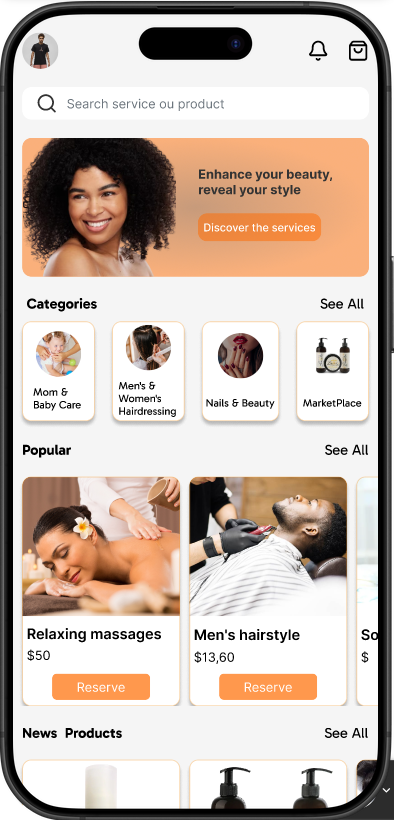 Search service ou product
Enhance your beauty,
reveal your style
Discover the services
Categories
See All
Mom &
Baby Care
Men's &
Women's
Hairdressing
Nails & Beauty
MarketPlace
Popular
See All
Relaxing massages
$50
Reserve
Men's hairstyle
$13,60
Reserve
So
$
News Products
See All